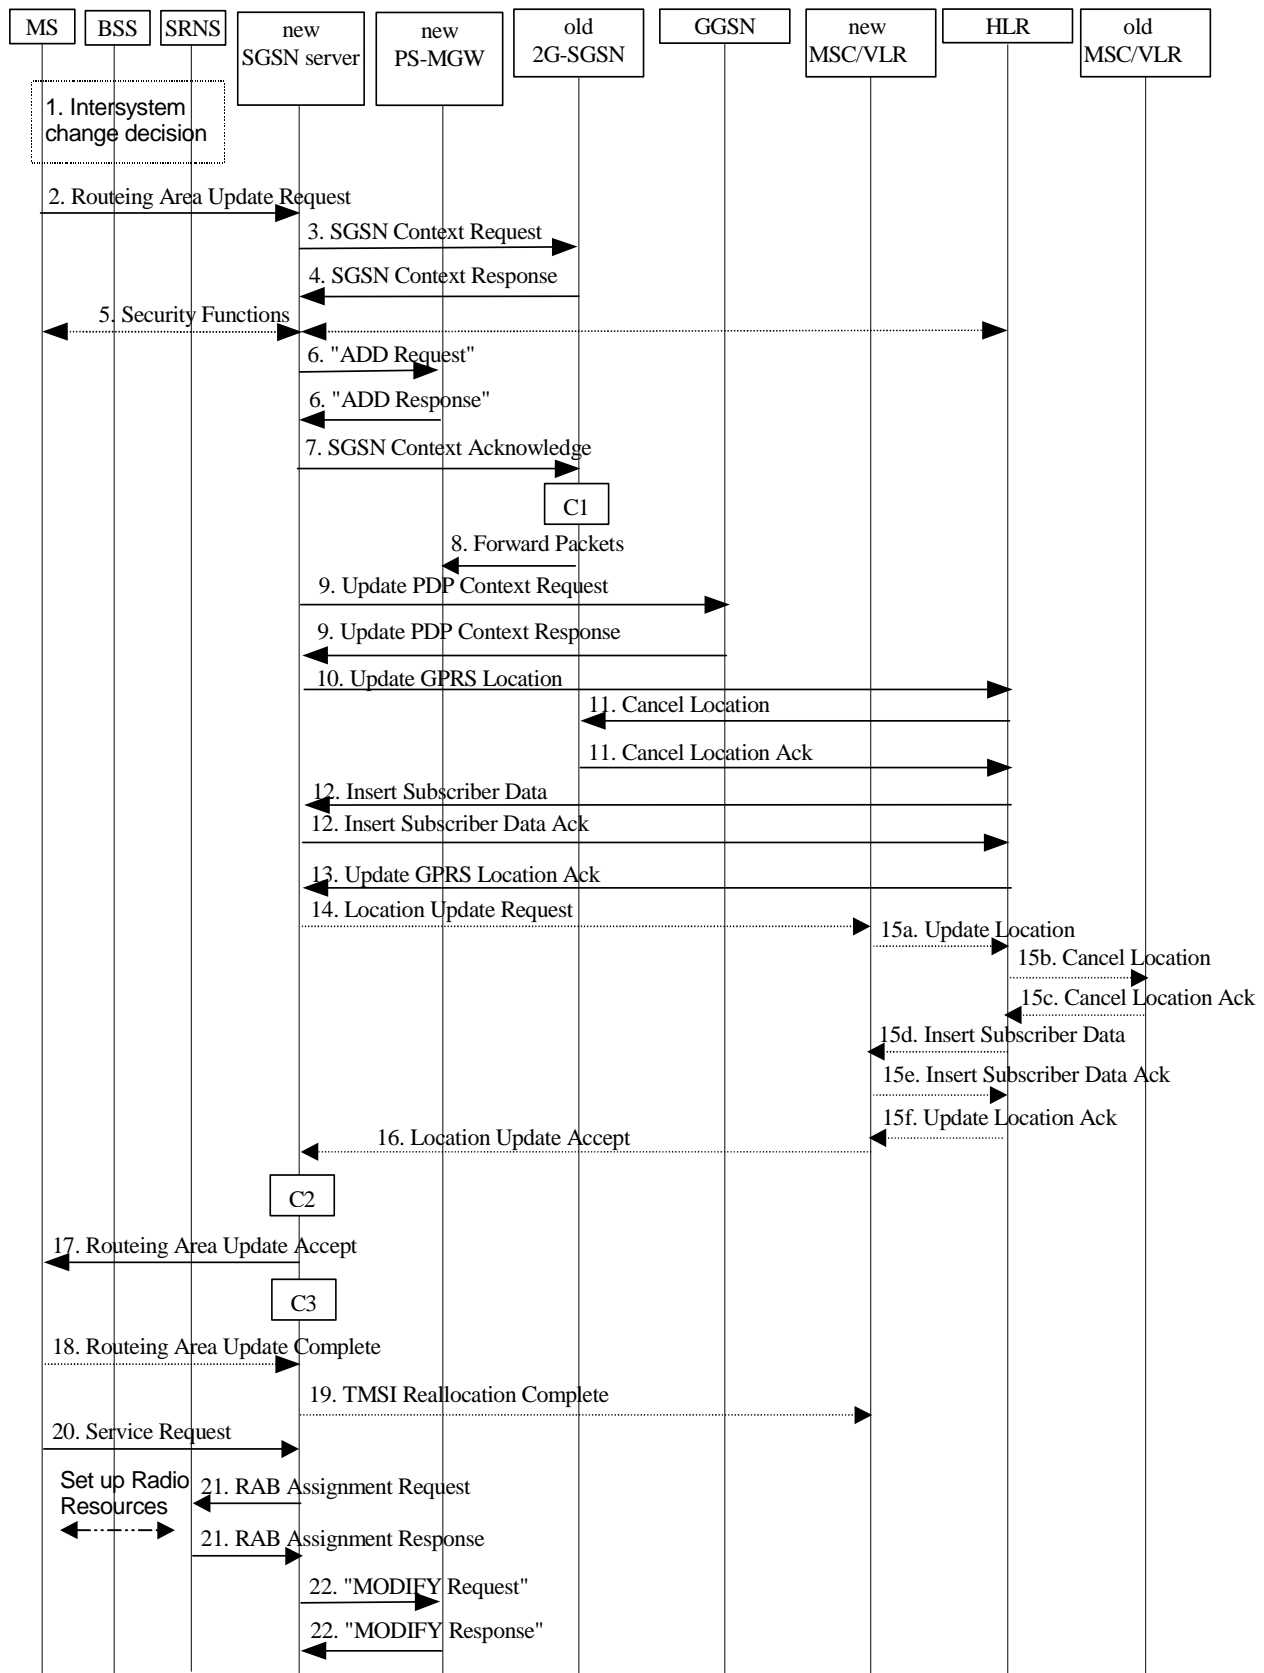 MS
BSS
SRNS
new
SGSN server
new
PS-MGW
old
2G-SGSN
GGSN
new
MSC/VLR
HLR
old
MSC/VLR
1. Intersystem
change decision
2. Routeing Area Update Request
3. SGSN Context Request
4. SGSN Context Response
5. Security Functions
6. "ADD Request"
6. "ADD Response"
7. SGSN Context Acknowledge
C1
8. Forward Packets
9. Update PDP Context Request
9. Update PDP Context Response
10. Update GPRS Location
11. Cancel Location
11. Cancel Location Ack
12. Insert Subscriber Data
12. Insert Subscriber Data Ack
13. Update GPRS Location Ack
14. Location Update Request
15a. Update Location
15b. Cancel Location
15c. Cancel Location Ack
15d. Insert Subscriber Data
15e. Insert Subscriber Data Ack
15f. Update Location Ack
16. Location Update Accept
C2
17. Routeing Area Update Accept
C3
18. Routeing Area Update Complete
19. TMSI Reallocation Complete
20. Service Request
Set up Radio
Resources
21. RAB Assignment Request
21. RAB Assignment Response
22. "MODIFY Request"
22. "MODIFY Response"